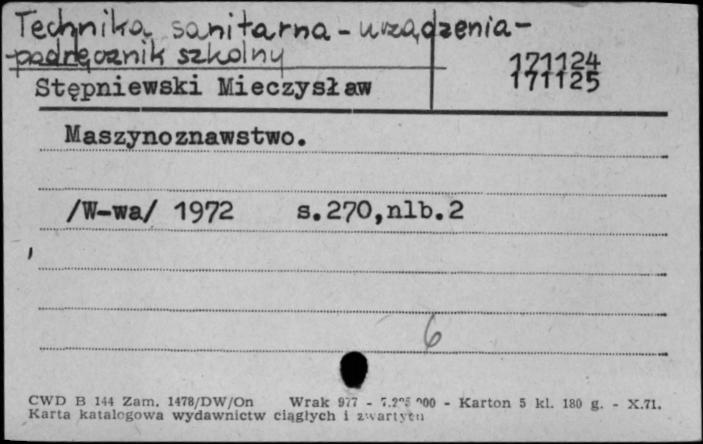 Technika sanitarna - urządzenia -
podręcznik szkolny
171124
171125
Stępniewski Mieczysław
Maszynoznawstwo.
/W-wa/ 1972 s.270,nlb.2
6
CWD B 144 Zam. 1478/DW/On Wrak 977 - - Karton 5 kl. 180 g. - X.71.
Karta katalogowa wydawnictw ciągłych i zwartych